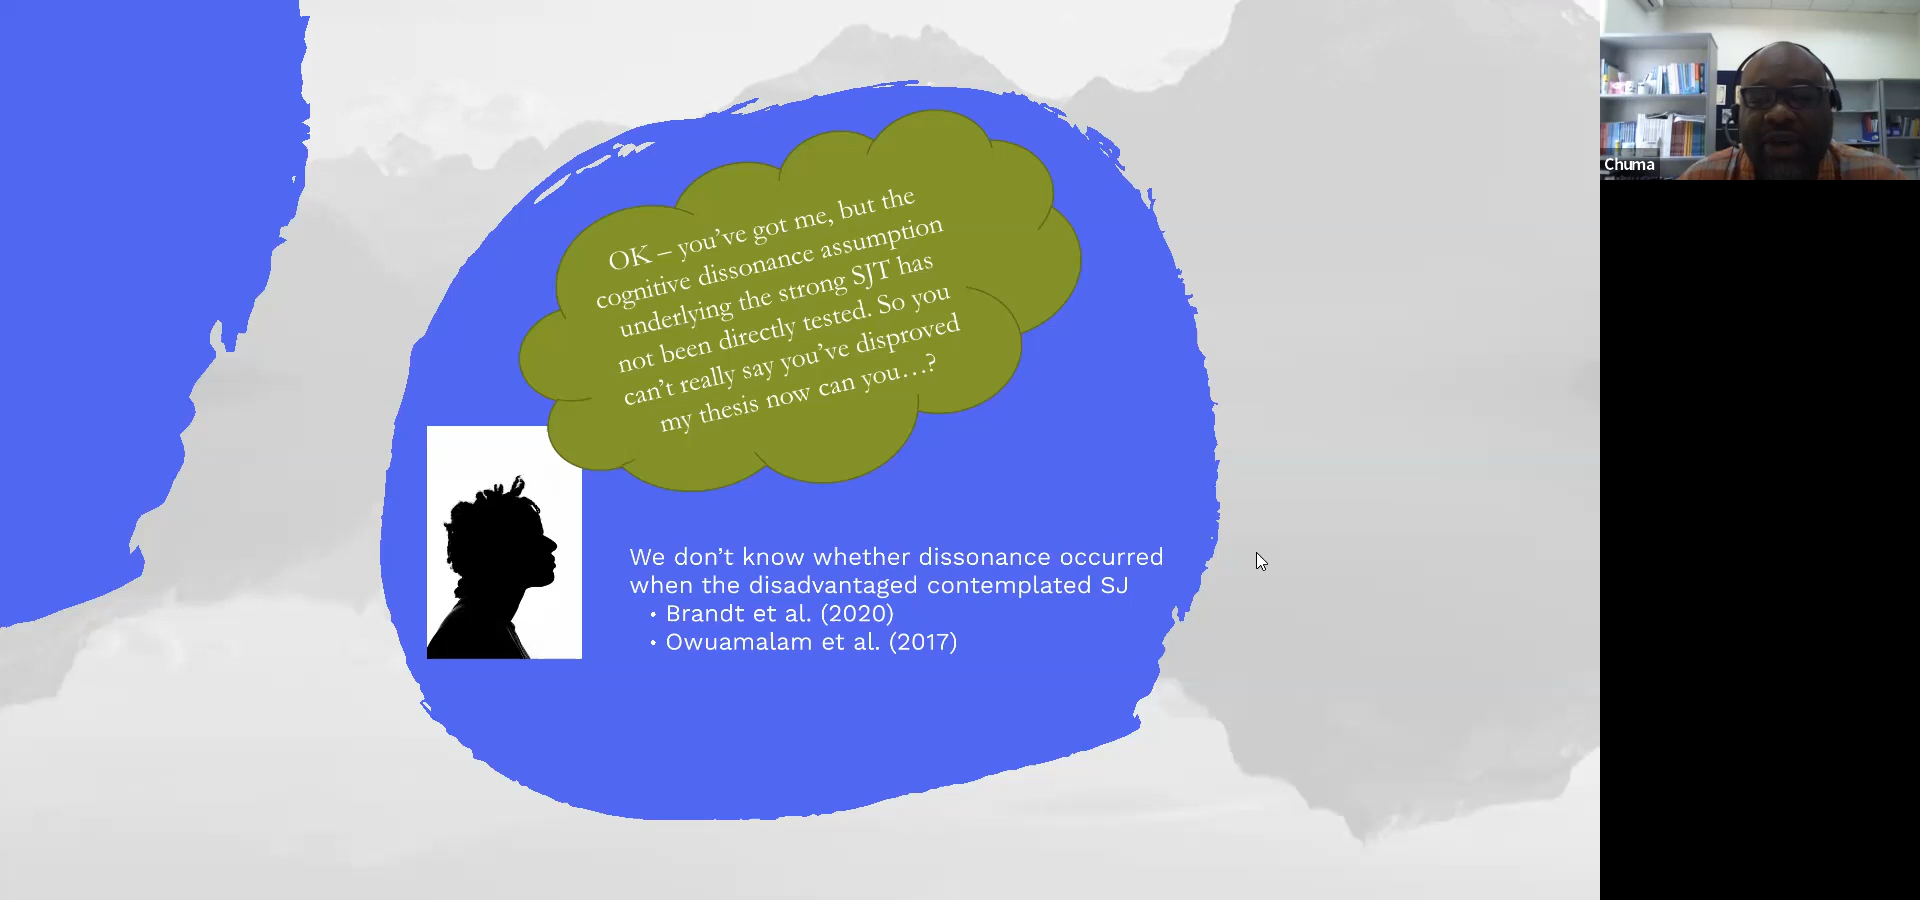 OK – you've got me, but the
cognitive dissonance assumption
underlying the strong SJT has
not been directly tested. So you
can't really say you've disproved
my thesis now can you…?
We don't know whether dissonance occurred
when the disadvantaged contemplated SJ
• Brandt et al. (2020)
• Owuamalam et al. (2017)
Chuma